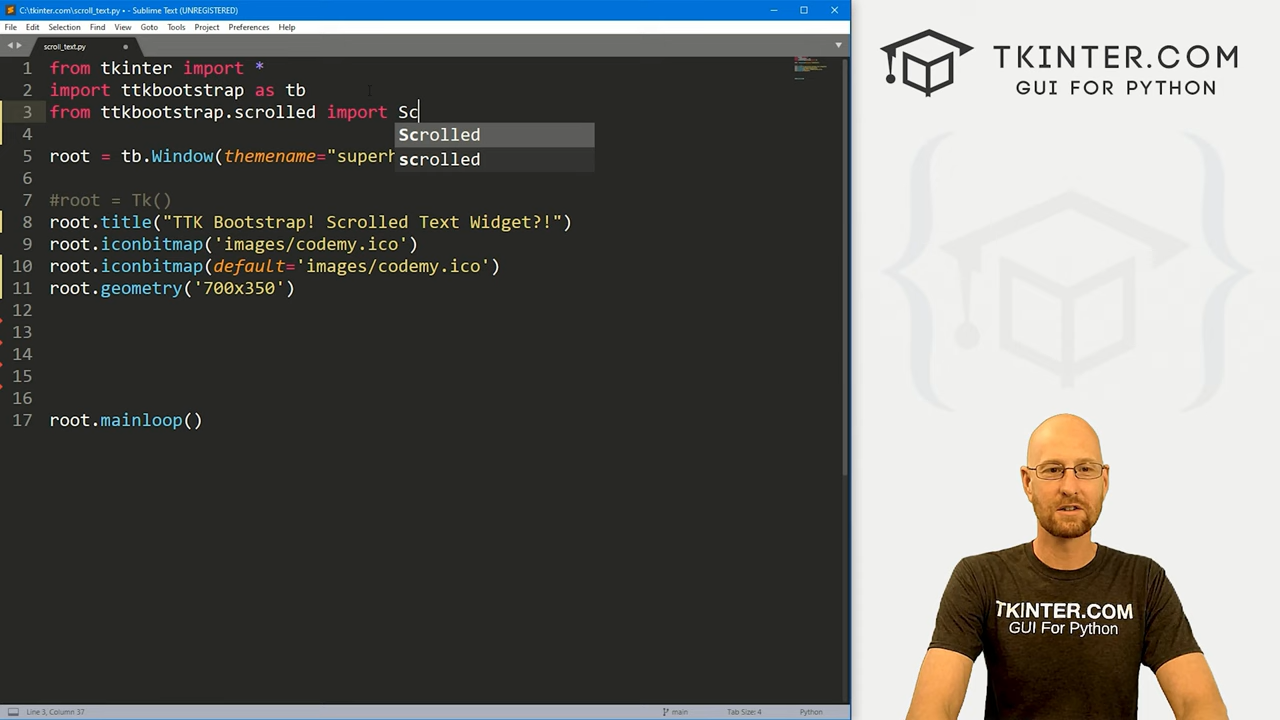 C:\tkinter.com\scroll_text.py • - Sublime Text (UNREGISTERED)
File Edit Selection Find View Goto Tools Project Preferences Help
scroll_text.py
1 from tkinter import *
2 import ttkbootstrap as tb
3 from ttkbootstrap.scrolled import Sc
4
Scrolled
5 root = tb.Window(themename="superh
scrolled
6
7 #root = Tk()
8 root.title("TTK Bootstrap! Scrolled Text Widget?!")
9 root.iconbitmap('images/codemy.ico')
10 root.iconbitmap(default='images/codemy.ico')
11 root.geometry('700x350')
12
13
14
15
16
17 root.mainloop()
Line 3, Column 37 main Tab Size: 4 Python
TKINTER.COM
GUI FOR PYTHON
TKINTER.COM
GUI For Python